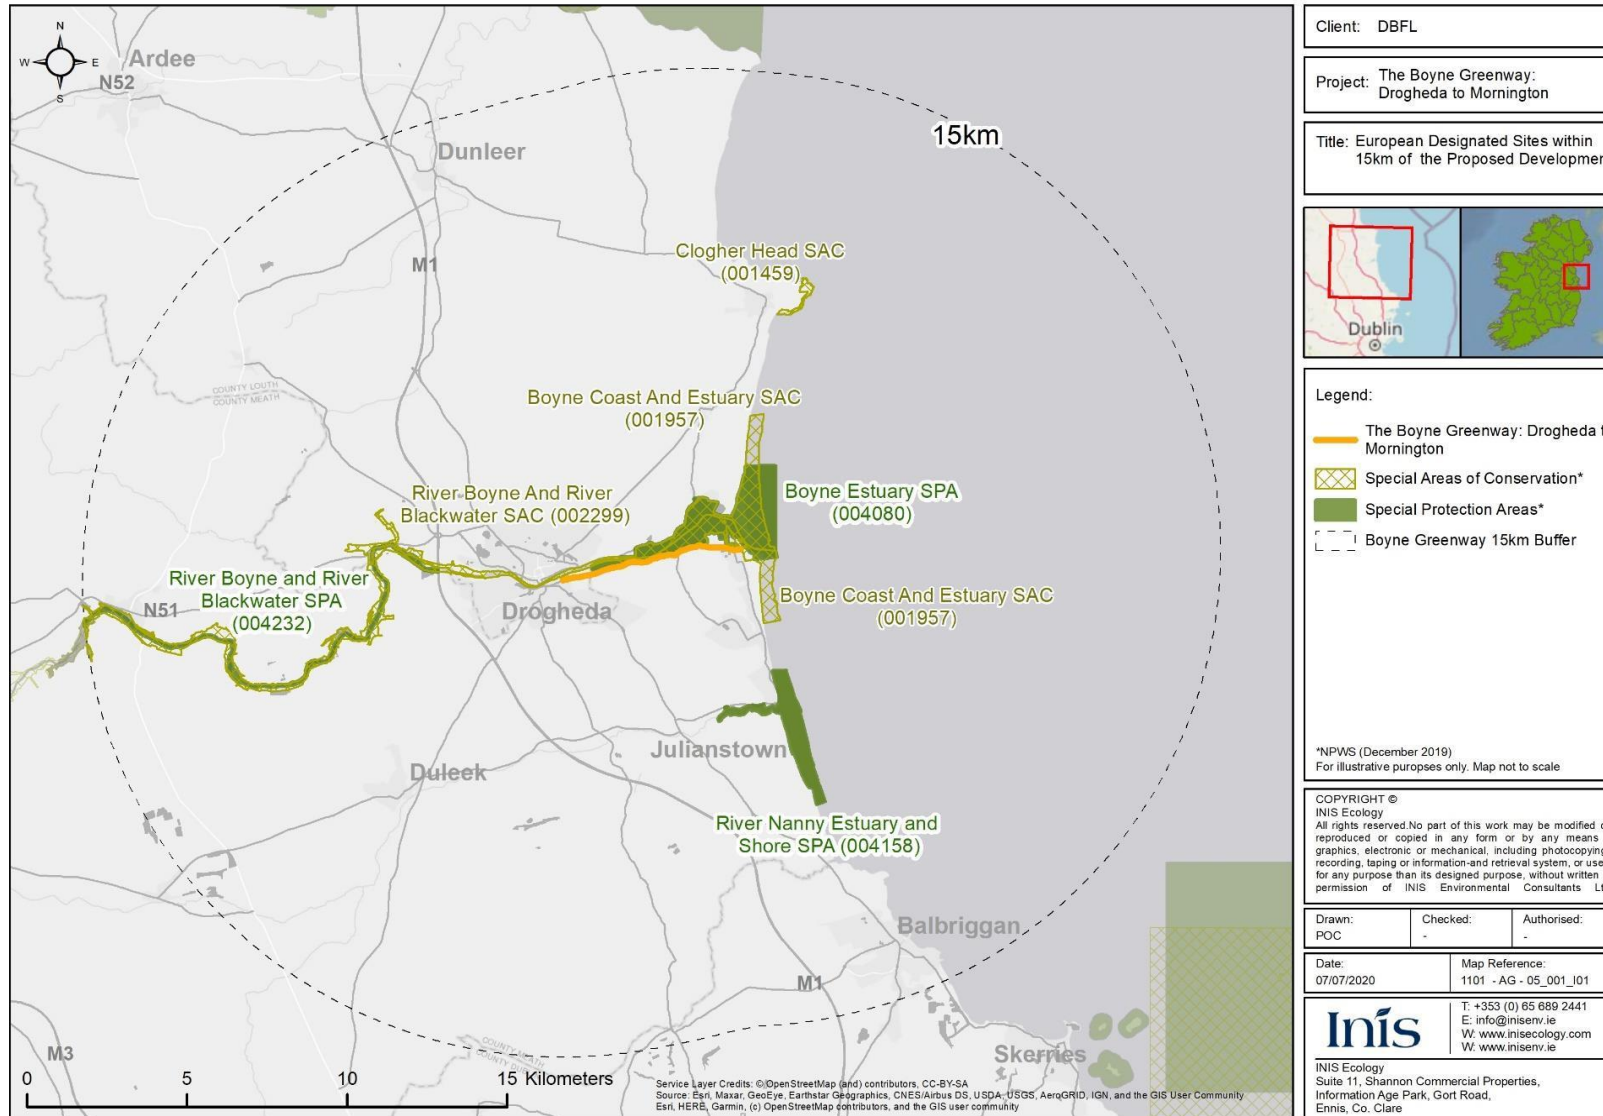 N
W
E
S
Ardee
N52
Dunleer
15km
M1
Clogher Head SAC
(001459)
COUNTY LOUTH
COUNTY MEATH
Boyne Coast And Estuary SAC
(001957)
River Boyne And River
Blackwater SAC (002299)
Boyne Estuary SPA
(004080)
River Boyne and River
Blackwater SPA
(004232)
N51
Drogheda
Boyne Coast And Estuary SAC
(001957)
Julianstown
Duleek
River Nanny Estuary and
Shore SPA (004158)
Balbriggan
M1
M3
COUNTY MEATH
Skerries
0 5 10 15 Kilometers
Service Layer Credits: © OpenStreetMap (and) contributors, CC-BY-SA
Source: Esri, Maxar, GeoEye, Earthstar Geographics, CNES/Airbus DS, USDA, USGS, AeroGRID, IGN, and the GIS User Community
Esri, HERE, Garmin, (c) OpenStreetMap contributors, and the GIS user community
Client: DBFL
Project: The Boyne Greenway:
Drogheda to Mornington
Title: European Designated Sites within
15km of the Proposed Developmen
Dublin
Legend:
The Boyne Greenway: Drogheda t
Mornington
Special Areas of Conservation*
Special Protection Areas*
Boyne Greenway 15km Buffer
*NPWS (December 2019)
For illustrative puropses only. Map not to scale
COPYRIGHT ©
INIS Ecology
All rights reserved.No part of this work may be modified o
reproduced or copied in any form or by any means
graphics, electronic or mechanical, including photocopying
recording, taping or information-and retrieval system, or use
for any purpose than its designed purpose, without written
permission of INIS Environmental Consultants Lt
Drawn:
POC
Checked:
-
Authorised:
-
Date:
07/07/2020
Map Reference:
1101 - AG - 05_001_I01
Inís
T: +353 (0) 65 689 2441
E: info@inisenv.ie
W: www.inisecology.com
W: www.inisenv.ie
INIS Ecology
Suite 11, Shannon Commercial Properties,
Information Age Park, Gort Road,
Ennis, Co. Clare